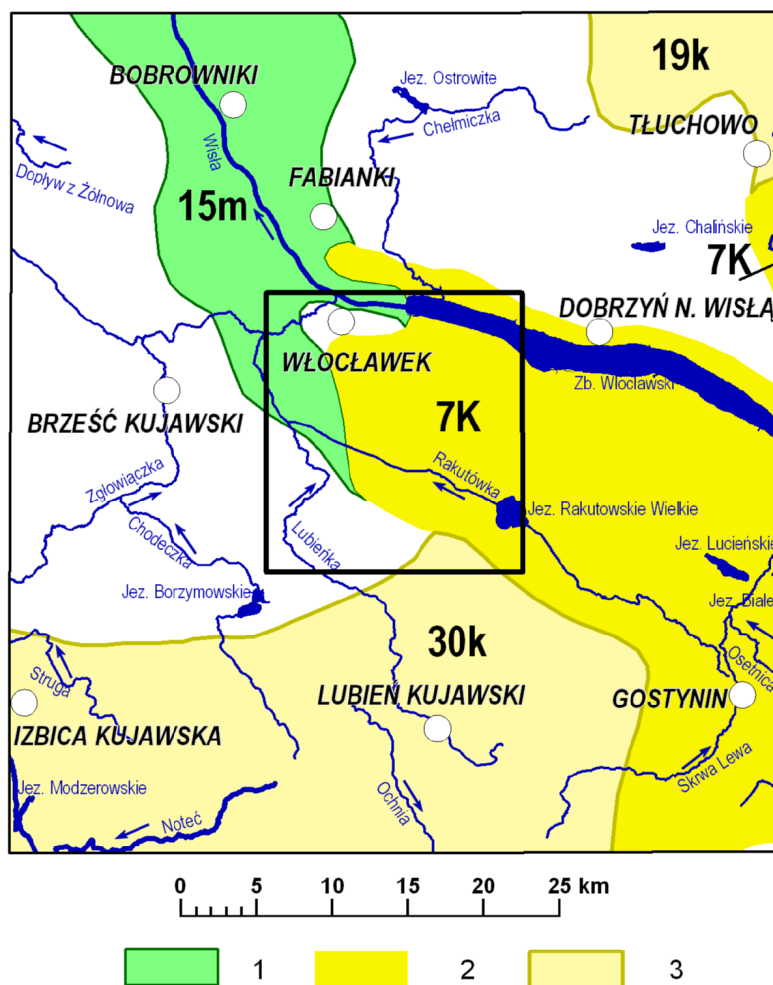 19k
BOBROWNIKI
Jez. Ostrowite
Chełmiczka
TŁUCHOWO
Wisła
Dopływ z Żólnowa
FABIANKI
15m
Jez. Chalińskie
7K
DOBRZYŃ N. WISŁĄ
WŁOCŁAWEK
Zb. Włocławski
BRZEŚĆ KUJAWSKI
7K
Zgłowiączka
Rakutówka
Jez. Rakutowskie Wielkie
Chodeczka
Lubieńka
Jez. Lucieńskie
Jez. Borzymowskie
Jez. Białe
30k
Osetnica
Struga
LUBIEŃ KUJAWSKI
GOSTYNIN
IZBICA KUJAWSKA
Skrwa Lewa
Jez. Modzerowskie
Ochnia
Noteć
0 5 10 15 20 25 km
1 2 3